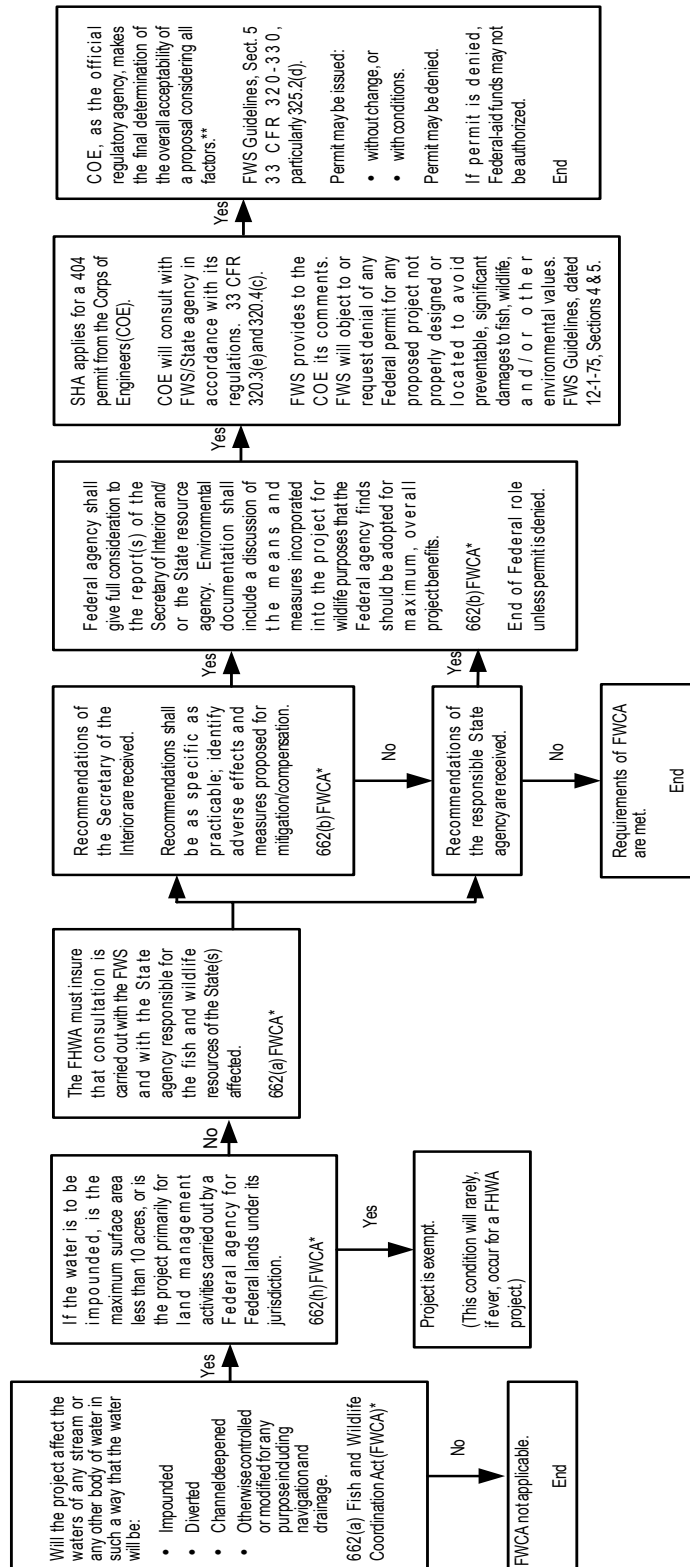 Will the project affect the
waters of any stream or
any other body of water in
such a way that the water
will be:
• Impounded
• Diverted
• Channel deepened
• Otherwise controlled
or modified for any
purpose including
navigation and
drainage.
662(a) Fish and Wildlife
Coordination Act (FWCA)*
No
FWCA not applicable.
End
Yes
If the water is to be
impounded, is the
maximum surface area
less than 10 acres, or is
the project primarily for
land management
activities carried out by a
Federal agency for
Federal lands under its
jurisdiction.
662(h) FWCA*
Yes
Project is exempt.
(This condition will rarely,
if ever, occur for a FHWA
project.)
No
The FHWA must insure
that consultation is
carried out with the FWS
and with the State
agency responsible for
the fish and wildlife
resources of the State(s)
affected.
662(a) FWCA*
Recommendations of
the Secretary of the
Interior are received.
Recommendations shall
be as specific as
practicable; identify
adverse effects and
measures proposed for
mitigation/compensation.
662(b) FWCA*
No
Recommendations of
the responsible State
agency are received.
No
Requirements of FWCA
are met.
End
Yes
Yes
Federal agency shall
give full consideration to
the report(s) of the
Secretary of Interior and/
or the State resource
agency. Environmental
documentation shall
include a discussion of
the means and
measures incorporated
into the project for
wildlife purposes that the
Federal agency finds
should be adopted for
maximum, overall
project benefits.
662(b) FWCA*
End of Federal role
unless permit is denied.
Yes
SHA applies for a 404
permit from the Corps of
Engineers (COE).
COE will consult with
FWS/State agency in
accordance with its
regulations. 33 CFR
320.3(e) and 320.4(c).
FWS provides to the
COE its comments.
FWS will object to or
request denial of any
Federal permit for any
proposed project not
properly designed or
located to avoid
preventable, significant
damages to fish, wildlife,
and/or other
environmental values.
FWS Guidelines, dated
12-1-75, Sections 4 & 5.
Yes
COE, as the official
regulatory agency, makes
the final determination of
the overall acceptability of
a proposal considering all
factors.**
FWS Guidelines, Sect. 5
33 CFR 320-330,
particularly 325.2(d).
Permit may be issued:
• without change, or
• with conditions.
Permit may be denied.
If permit is denied,
Federal-aid funds may not
be authorized.
End